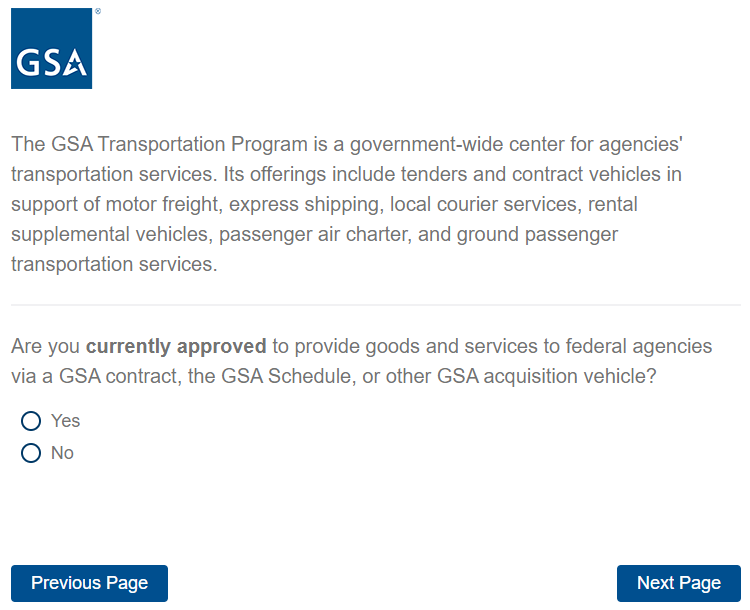 GSA
®
The GSA Transportation Program is a government-wide center for agencies'
transportation services. Its offerings include tenders and contract vehicles in
support of motor freight, express shipping, local courier services, rental
supplemental vehicles, passenger air charter, and ground passenger
transportation services.
Are you currently approved to provide goods and services to federal agencies
via a GSA contract, the GSA Schedule, or other GSA acquisition vehicle?
Yes
No
Previous Page
Next Page